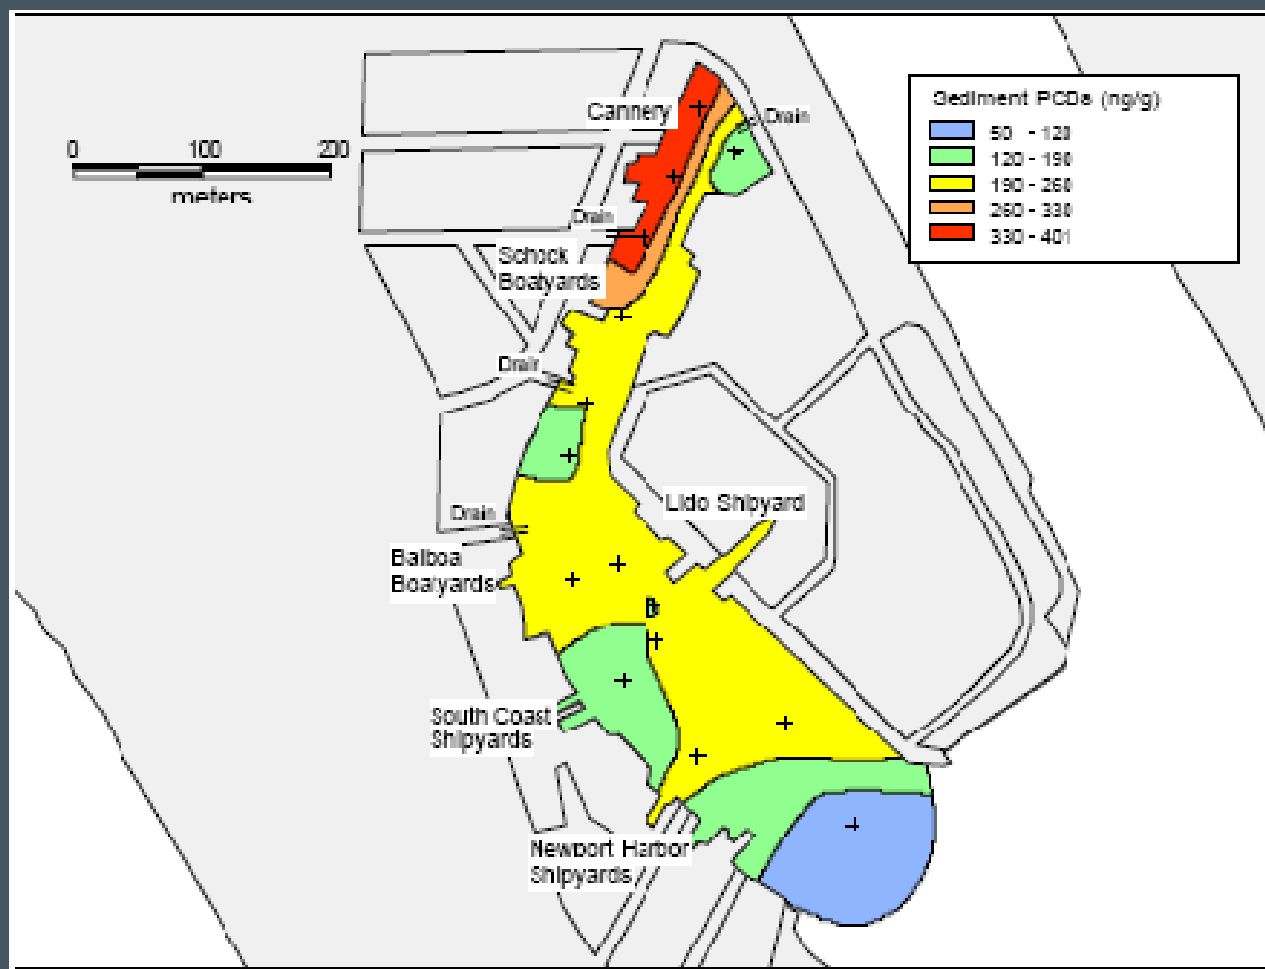 Cannery
Drain
Sediment PCBs (ng/g)
50 - 120
120 - 190
190 - 260
260 - 330
330 - 401
0 100 200
meters
Drain
Schock
Boatyards
Drain
Lido Shipyard
Drain
Balboa
Boatyards
South Coast
Shipyards
Newport Harbor
Shipyards